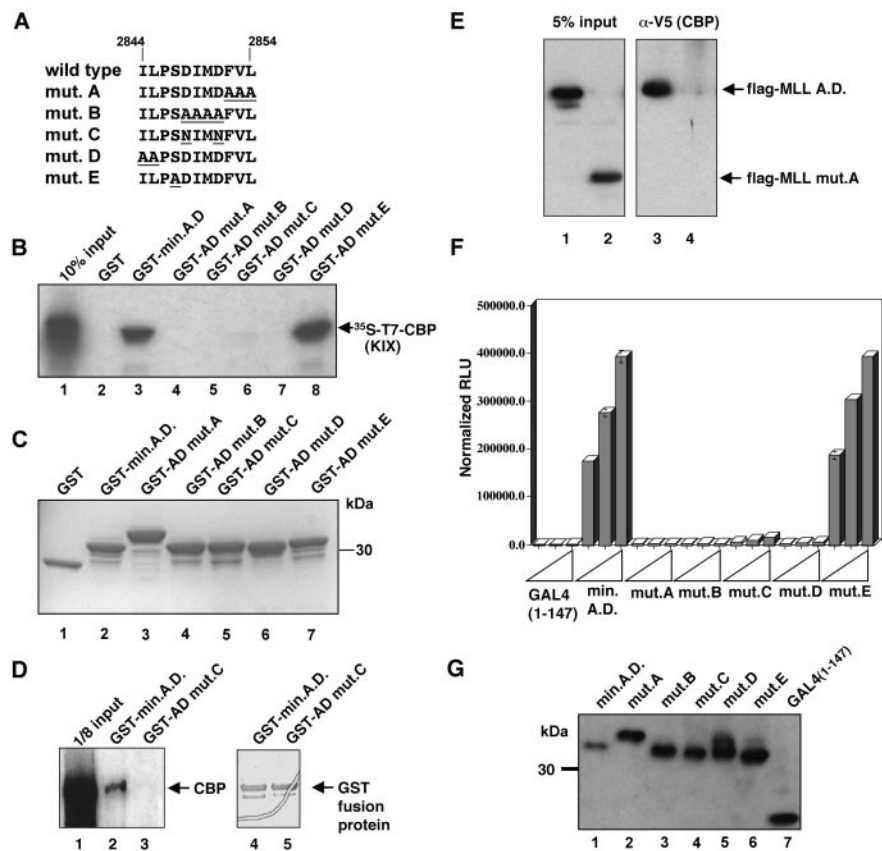 A
2844 2854
wild type ILPSDIMDFVL
mut. A ILPSDIMDAAA
mut. B ILPSAAAAFVL
mut. C ILPSNIMNFVL
mut. D AAPSDIMDFVL
mut. E ILPADIMDFVL
B
10% input
GST
GST-min.A.D
GST-AD mut.A
GST-AD mut.B
GST-AD mut.C
GST-AD mut.D
GST-AD mut.E
35S-T7-CBP
(KIX)
1 2 3 4 5 6 7 8
C
GST
GST-min.A.D.
GST-AD mut.A
GST-AD mut.B
GST-AD mut.C
GST-AD mut.D
GST-AD mut.E
kDa
30
1 2 3 4 5 6 7
D
1/8 input
GST-min.A.D.
GST-AD mut.C
CBP
1 2 3
GST-min.A.D.
GST-AD mut.C
GST
fusion
protein
4 5
E
5% input α-V5 (CBP)
flag-MLL A.D.
flag-MLL mut.A
1 2 3 4
F
Normalized RLU
500000.0
400000.0
300000.0
200000.0
100000.0
0.0
GAL4
(1-147)
min.
A.D.
mut.A
mut.B
mut.C
mut.D
mut.E
G
min.A.D.
mut.A
mut.B
mut.C
mut.D
mut.E
GAL4(1-147)
kDa
30
1 2 3 4 5 6 7